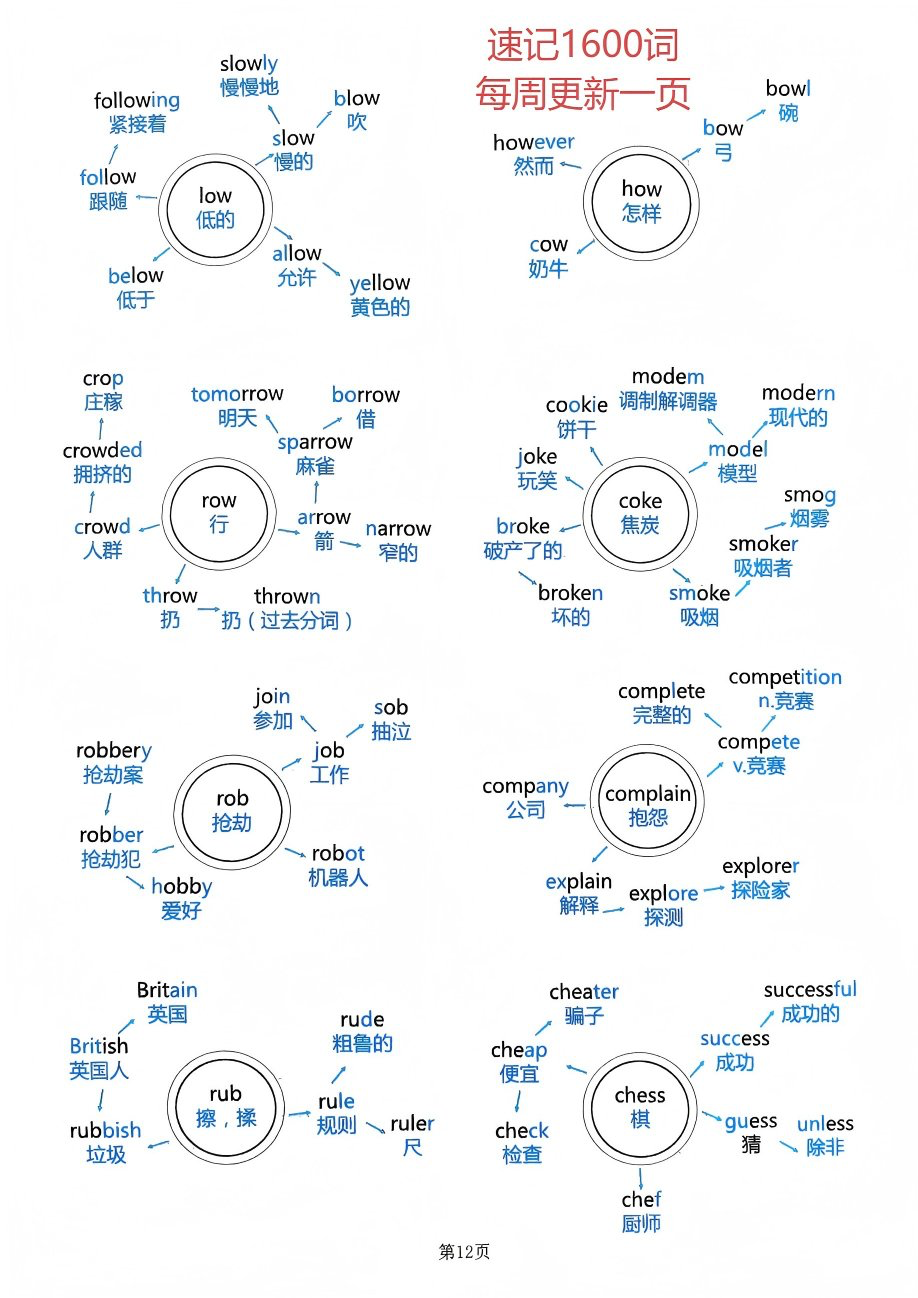 速记1600词
每周更新一页
slowly
慢慢地
following
紧接着
blow
吹
slow
慢的
follow
跟随
low
低的
allow
允许
below
低于
yellow
黄色的
bowl
碗
bow
弓
however
然而
how
怎样
cow
奶牛
crop
庄稼
tomorrow
明天
borrow
借
crowded
拥挤的
sparrow
麻雀
row
行
crowd
人群
arrow
箭
narrow
窄的
throw
扔
thrown
扔（过去分词）
modem
调制解调器
modern
现代的
cookie
饼干
model
模型
joke
玩笑
coke
焦炭
smog
烟雾
broke
破产了的
smoker
吸烟者
broken
坏的
smoke
吸烟
join
参加
sob
抽泣
robbery
抢劫案
job
工作
rob
抢劫
robber
抢劫犯
robot
机器人
hobby
爱好
competition
n.竞赛
complete
完整的
compete
v.竞赛
company
公司
complain
抱怨
explain
解释
explore
探测
explorer
探险家
Britain
英国
rude
粗鲁的
British
英国人
rub
擦，揉
rule
规则
rubbish
垃圾
ruler
尺
cheater
骗子
successful
成功的
cheap
便宜
success
成功
chess
棋
check
检查
guess
猜
unless
除非
chef
厨师
第12页